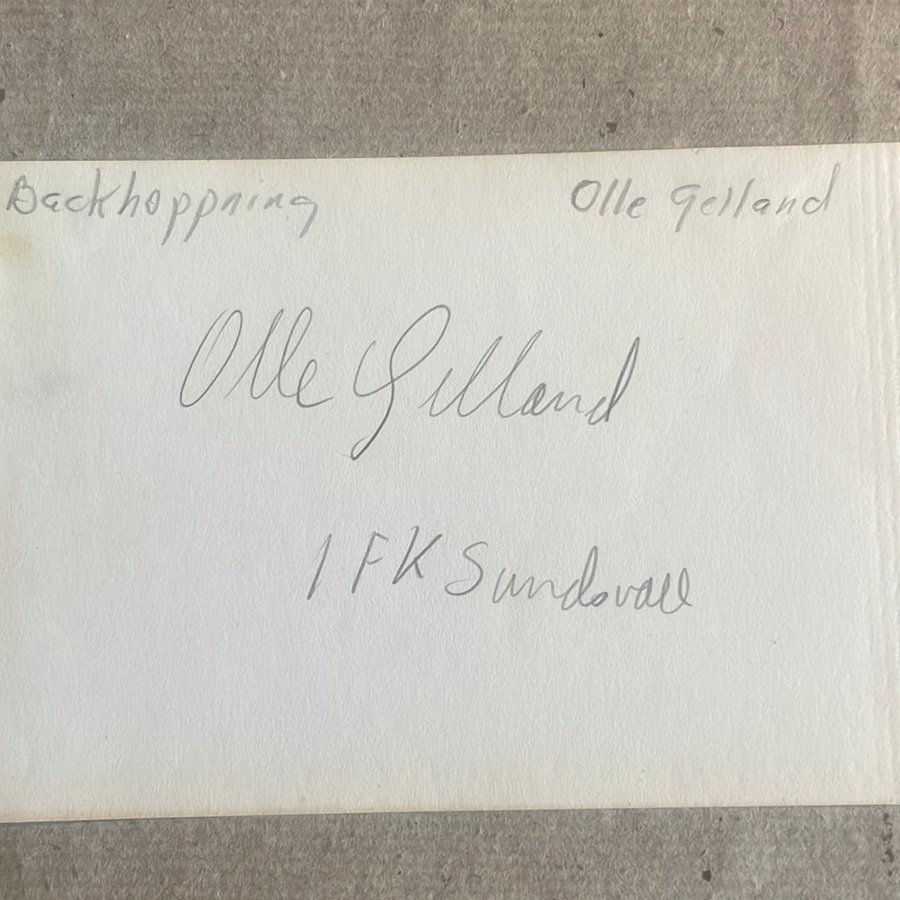 Backhoppning Olle Gelland
Olle Gelland
IFK Sundsvall